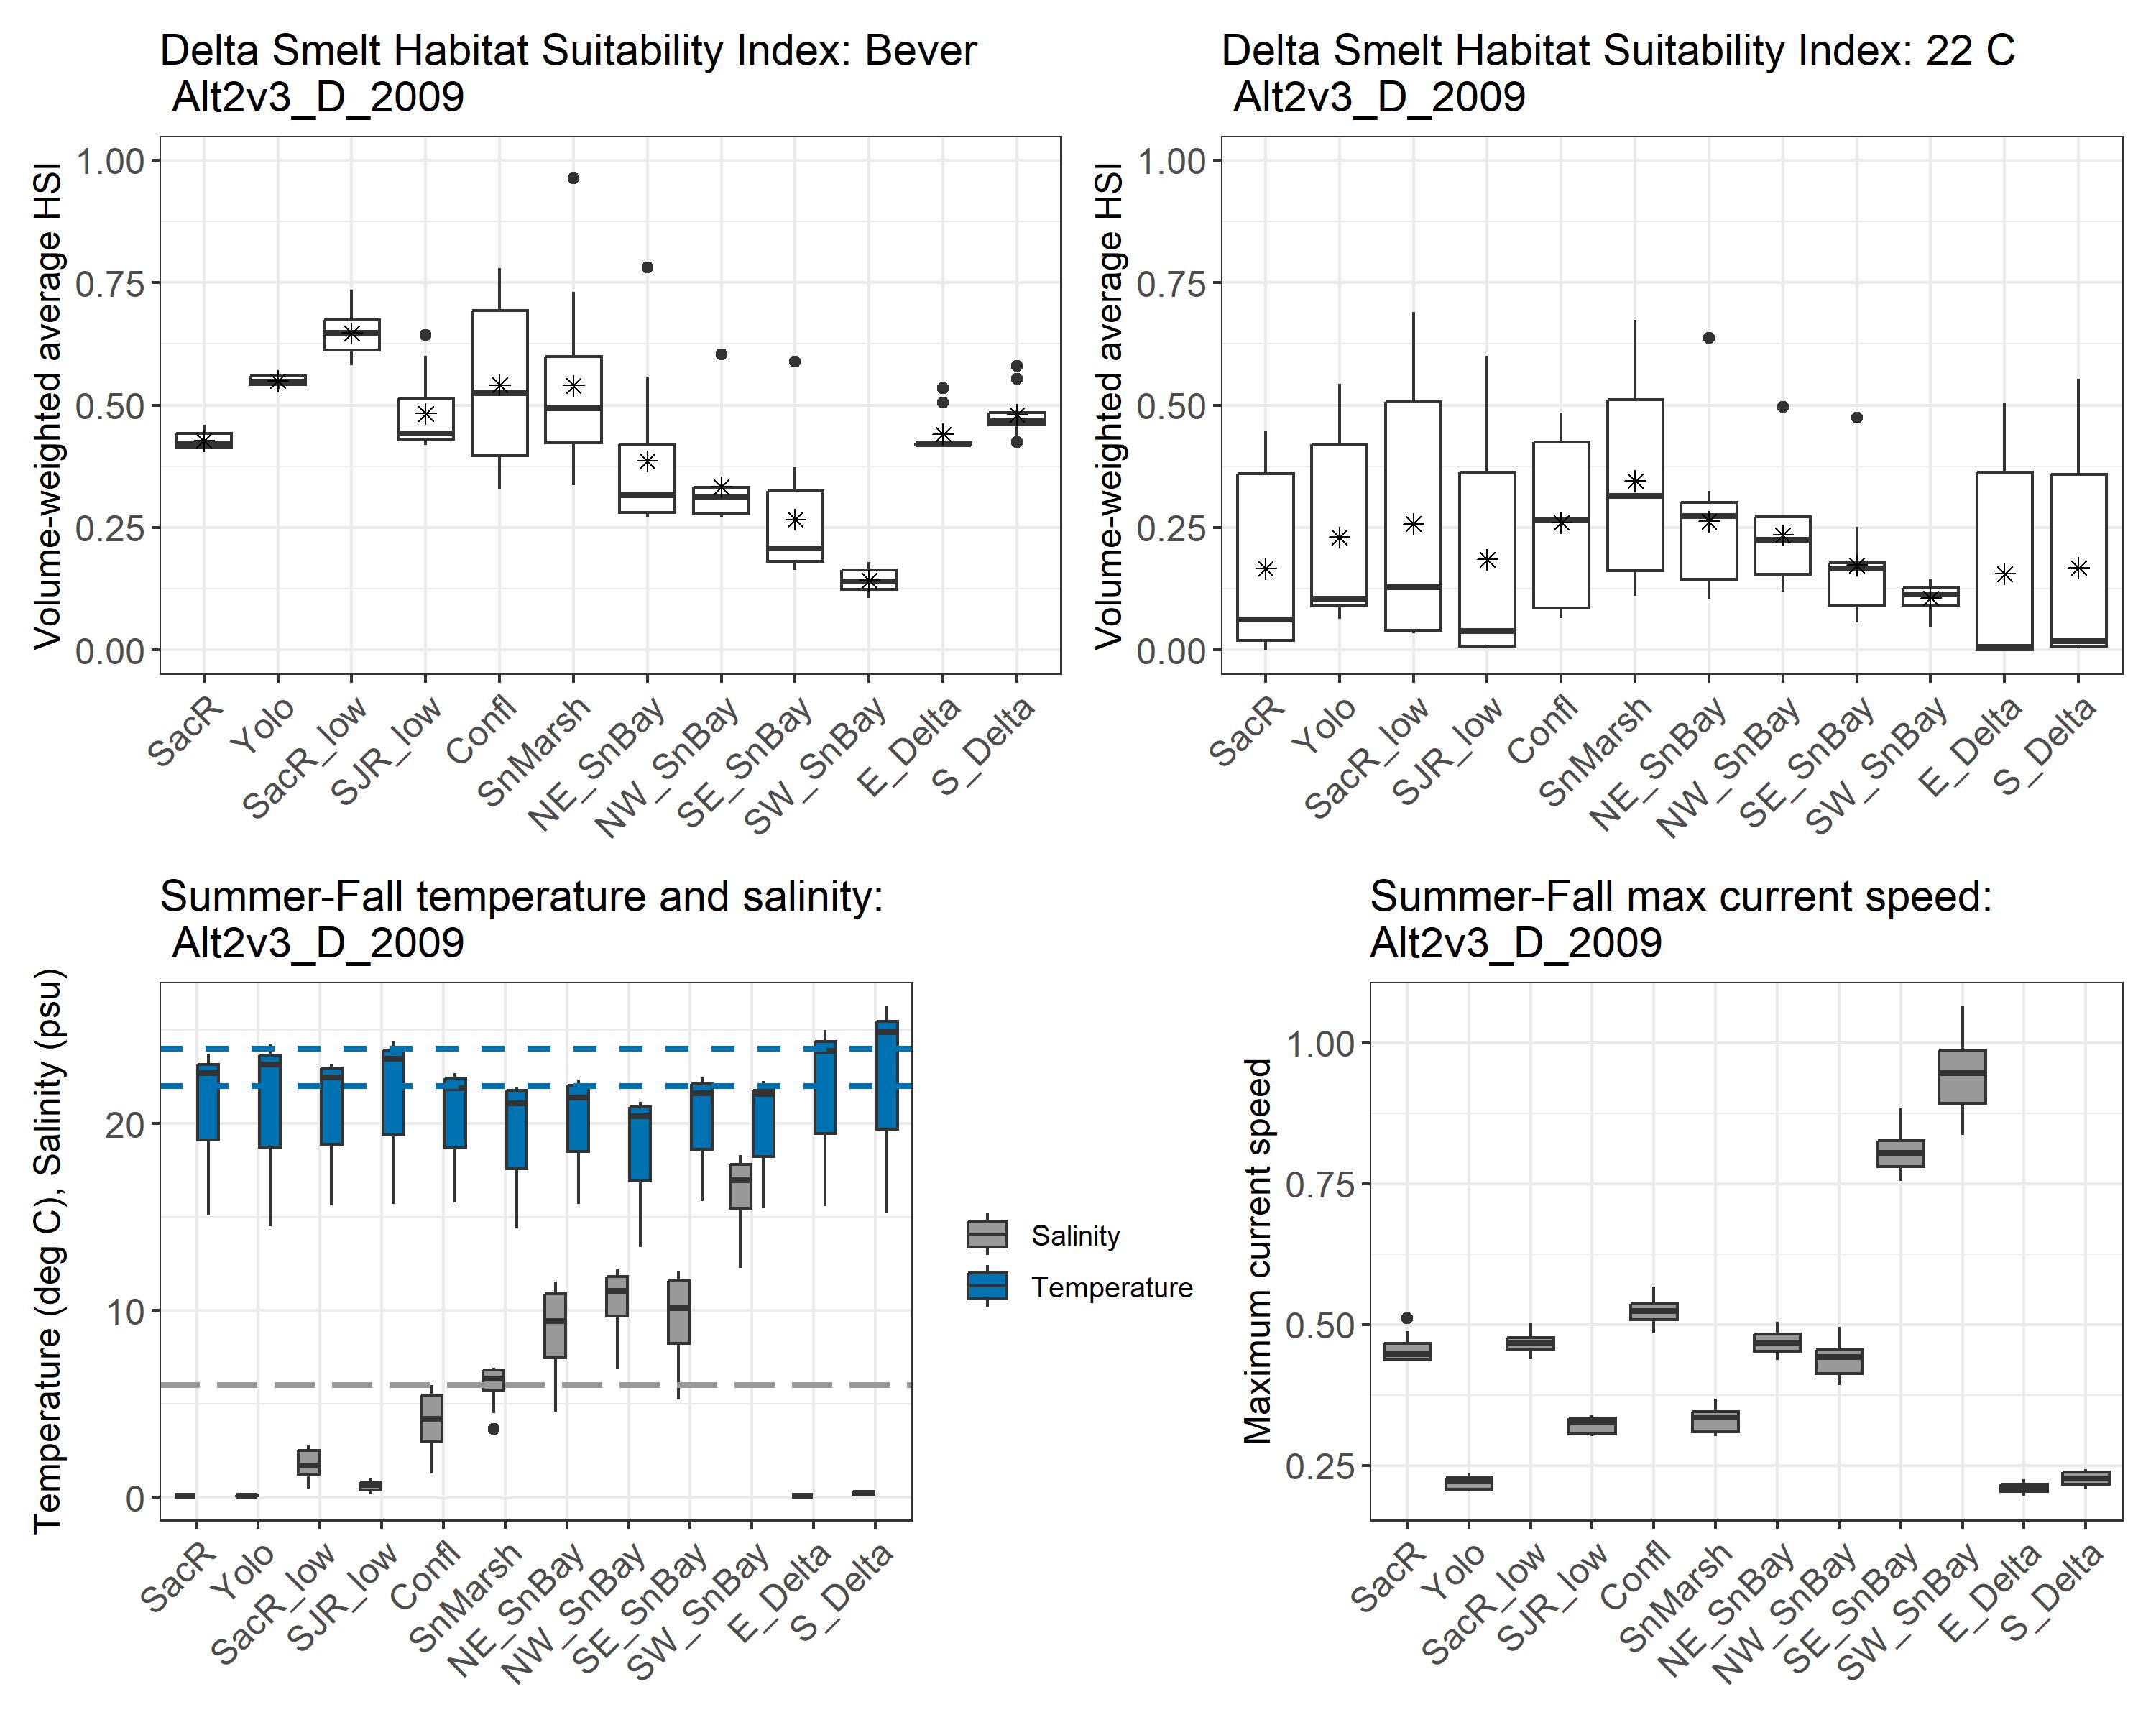 Delta Smelt Habitat Suitability Index: Bever
Alt2v3_D_2009
Volume-weighted average HSI
1.00
0.75
0.50
0.25
0.00
SacR
Yolo
SacR_low
SJR_low
Confl
SnMarsh
NE_SnBay
NW_SnBay
SE_SnBay
SW_SnBay
E_Delta
S_Delta
Delta Smelt Habitat Suitability Index: 22 C
Alt2v3_D_2009
Volume-weighted average HSI
1.00
0.75
0.50
0.25
0.00
SacR
Yolo
SacR_low
SJR_low
Confl
SnMarsh
NE_SnBay
NW_SnBay
SE_SnBay
SW_SnBay
E_Delta
S_Delta
Summer-Fall temperature and salinity:
Alt2v3_D_2009
Temperature (deg C), Salinity (psu)
20
10
0
SacR
Yolo
SacR_low
SJR_low
Confl
SnMarsh
NE_SnBay
NW_SnBay
SE_SnBay
SW_SnBay
E_Delta
S_Delta
Salinity
Temperature
Summer-Fall max current speed:
Alt2v3_D_2009
Maximum current speed
1.00
0.75
0.50
0.25
SacR
Yolo
SacR_low
SJR_low
Confl
SnMarsh
NE_SnBay
NW_SnBay
SE_SnBay
SW_SnBay
E_Delta
S_Delta